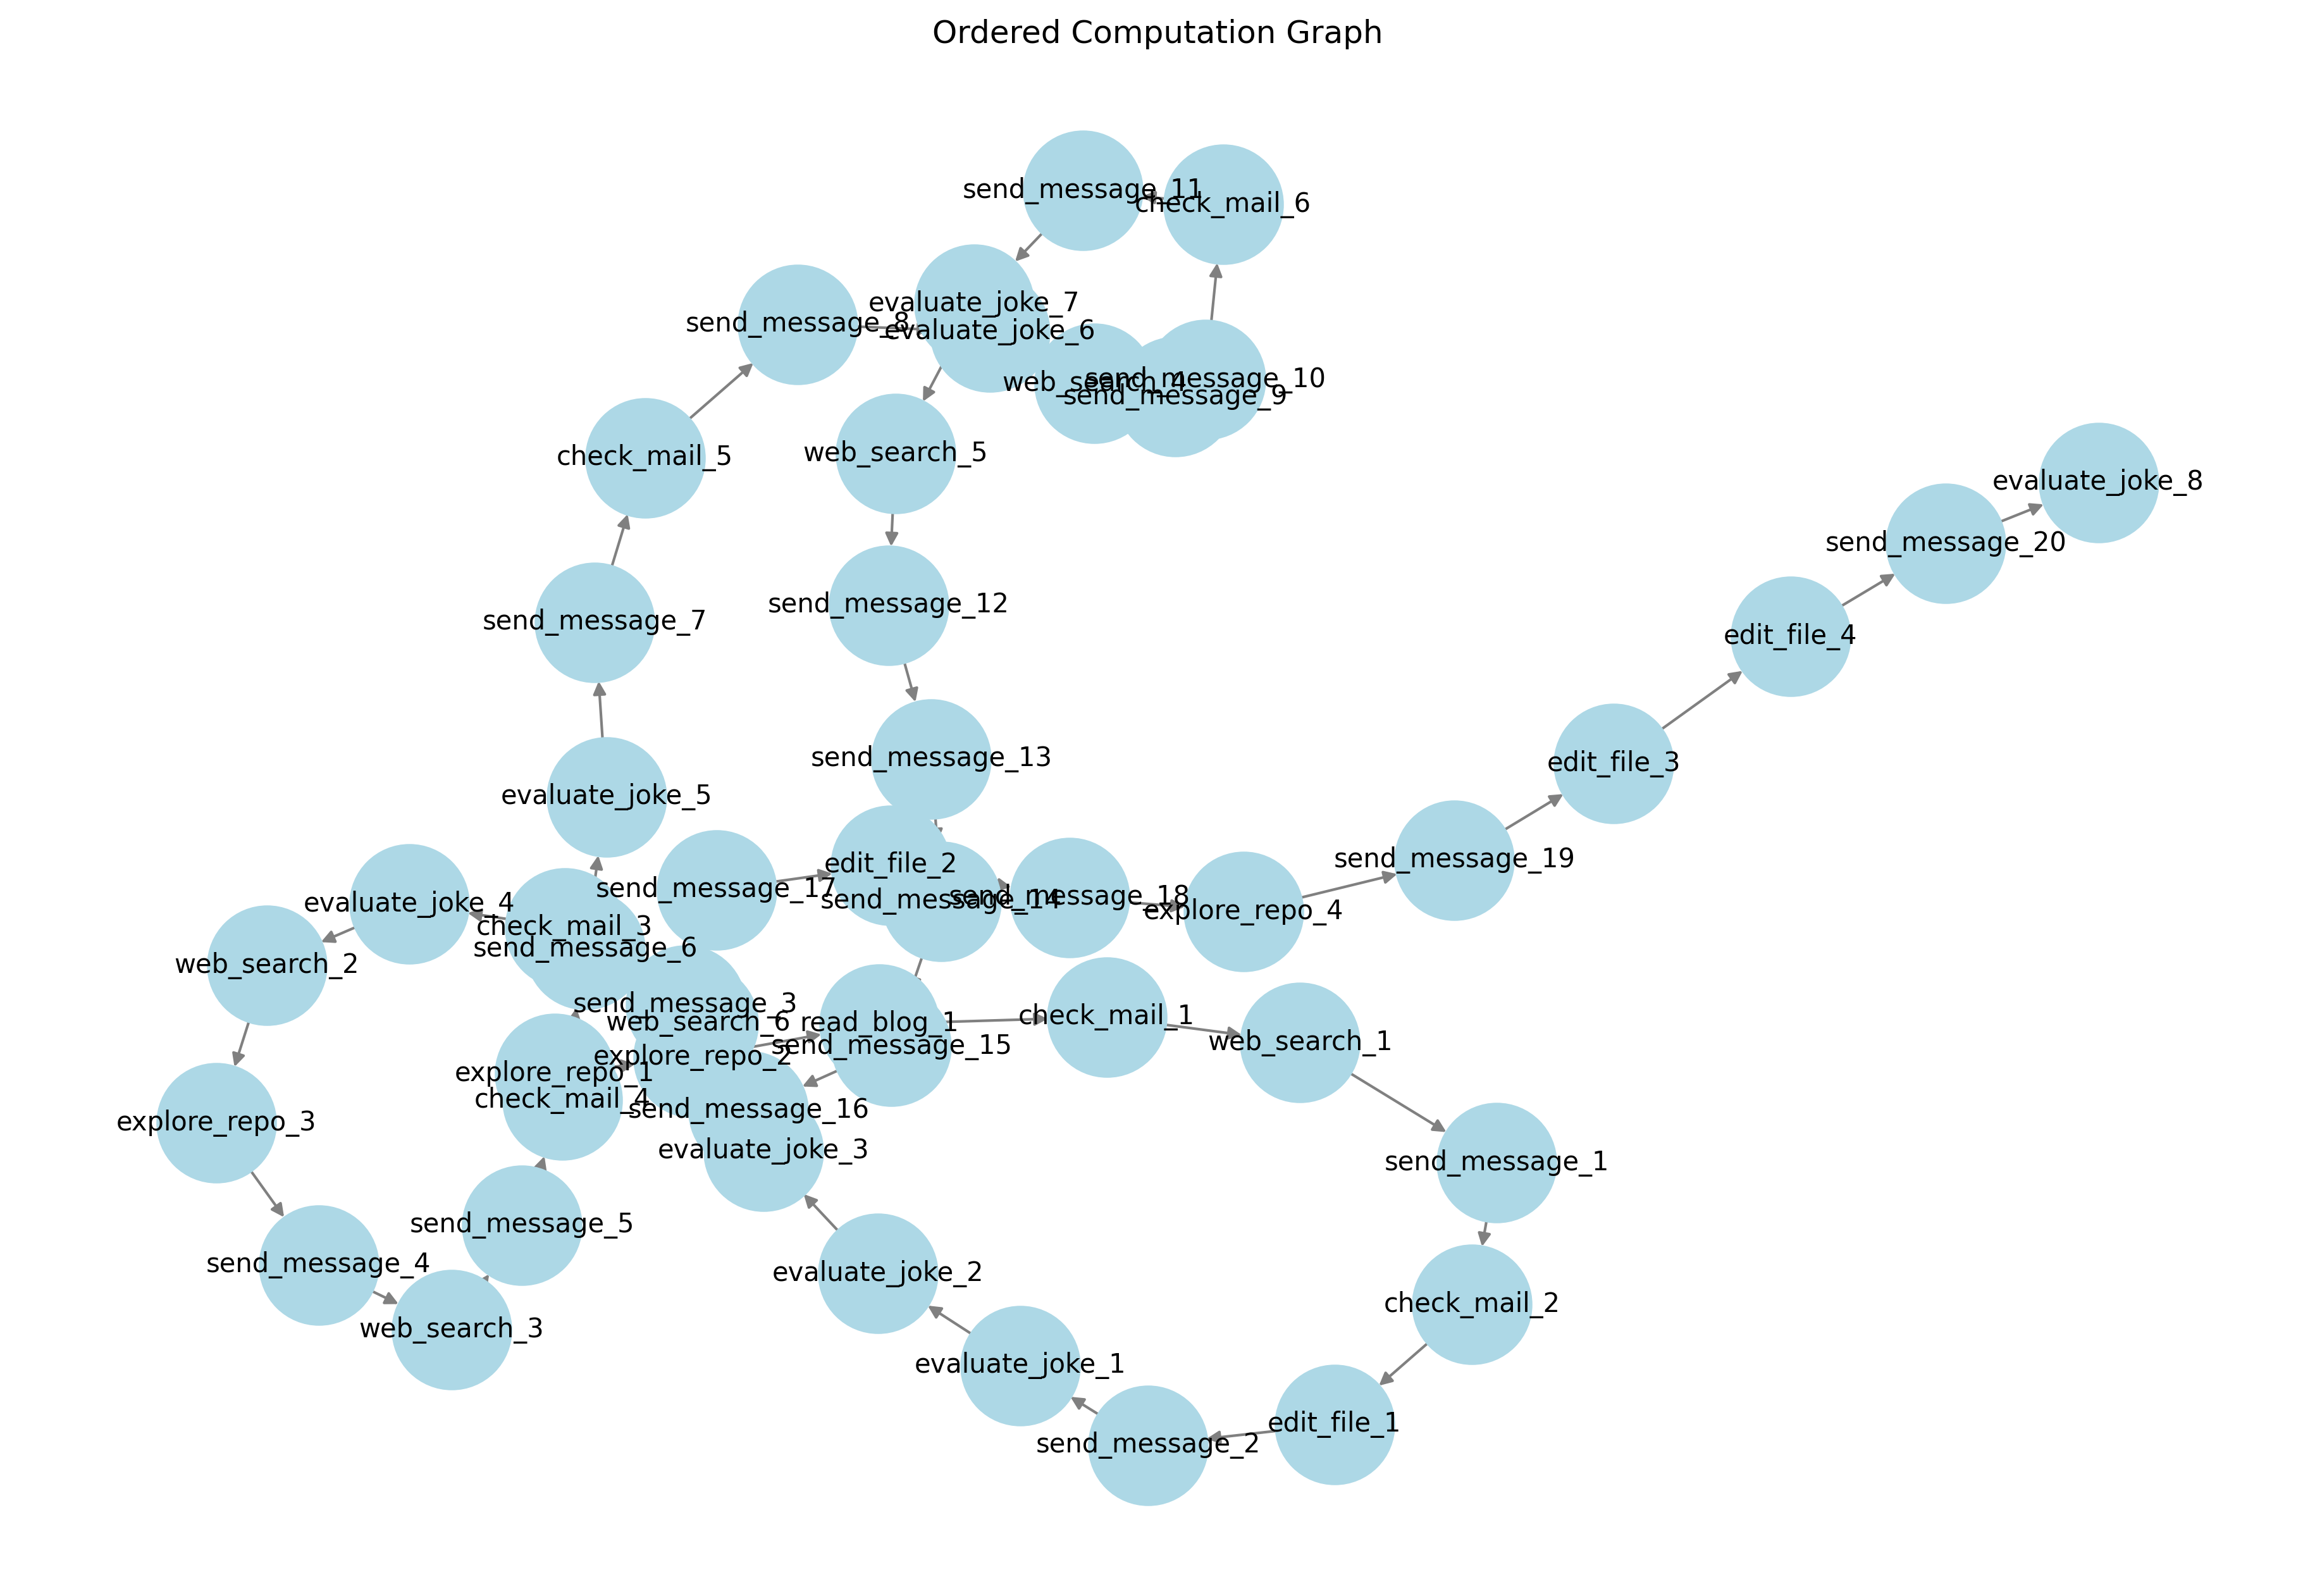 Ordered Computation Graph
send_message_11
check_mail_6
evaluate_joke_7
send_message_8
evaluate_joke_6
web_search_4
send_message_10
send_message_9
check_mail_5
web_search_5
evaluate_joke_8
send_message_20
send_message_12
send_message_7
edit_file_4
send_message_13
edit_file_3
evaluate_joke_5
send_message_19
edit_file_2
send_message_17
send_message_14
send_message_18
evaluate_joke_4
explore_repo_4
check_mail_3
send_message_6
web_search_2
send_message_3
web_search_6
read_blog_1
check_mail_1
web_search_1
explore_repo_2
send_message_15
explore_repo_1
check_mail_4
send_message_16
explore_repo_3
evaluate_joke_3
send_message_1
send_message_5
send_message_4
evaluate_joke_2
check_mail_2
web_search_3
evaluate_joke_1
edit_file_1
send_message_2